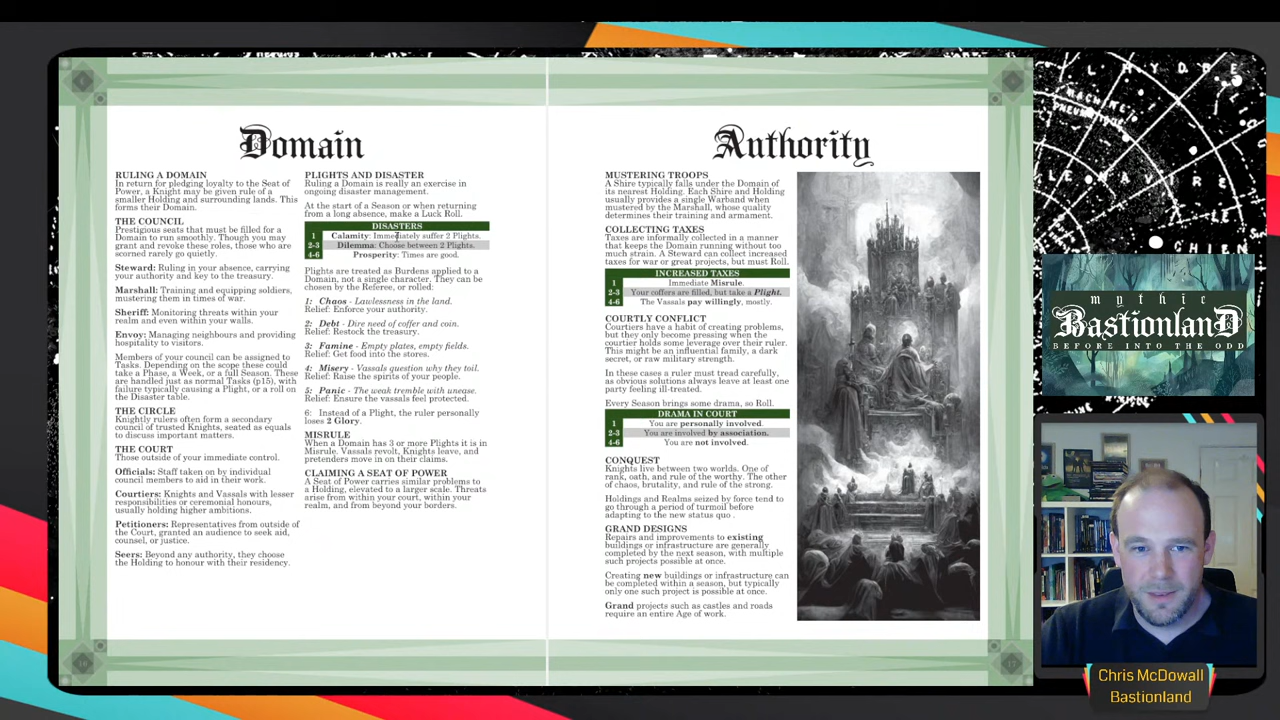 Domain
RULING A DOMAIN
In return for pledging loyalty to the Seat of
Power, a Knight may be given rule of a
smaller Holding and surrounding lands. This
forms their Domain.
THE COUNCIL
Prestigious seats that must be filled for a
Domain to run smoothly. Though you may
grant and revoke these roles, those who are
scorned rarely go quietly.
Steward: Ruling in your absence, carrying
your authority and key to the treasury.
Marshall: Training and equipping soldiers,
mustering them in times of war.
Sheriff: Monitoring threats within your
realm and even within your walls.
Envoy: Managing neighbours and providing
hospitality to visitors.
Members of your council can be assigned to
Tasks. Depending on the scope these could
take a Phase, a Week, or a full Season. These
are handled just as normal Tasks (p15), with
failure typically causing a Plight, or a roll on
the Disaster table.
THE CIRCLE
Knightly rulers often form a secondary
council of trusted Knights, seated as equals
to discuss important matters.
THE COURT
Those outside of your immediate control.
Officials: Staff taken on by individual
council members to aid in their work.
Courtiers: Knights and Vassals with lesser
responsibilities or ceremonial honours,
usually holding higher ambitions.
Petitioners: Representatives from outside of
the Court, granted an audience to seek aid,
counsel, or justice.
Seers: Beyond any authority, they choose
the Holding to honour with their residency.
PLIGHTS AND DISASTER
Ruling a Domain is really an exercise in
ongoing disaster management.
At the start of a Season or when returning
from a long absence, make a Luck Roll.
DISASTERS
1 Calamity: Immediately suffer 2 Plights.
2-3 Dilemma: Choose between 2 Plights.
4-6 Prosperity: Times are good.
Plights are treated as Burdens applied to a
Domain, not a single character. They can be
chosen by the Referee, or rolled:
1: Chaos - Lawlessness in the land.
Relief: Enforce your authority.
2: Debt - Dire need of coffer and coin.
Relief: Restock the treasury.
3: Famine - Empty plates, empty fields.
Relief: Get food into the stores.
4: Misery - Vassals question why they toil.
Relief: Raise the spirits of your people.
5: Panic - The weak tremble with unease.
Relief: Ensure the vassals feel protected.
6: Instead of a Plight, the ruler personally
loses 2 Glory.
MISRULE
When a Domain has 3 or more Plights it is in
Misrule. Vassals revolt, Knights leave, and
pretenders move in on their claims.
CLAIMING A SEAT OF POWER
A Seat of Power carries similar problems to
a Holding, elevated to a larger scale. Threats
arise from within your court, within your
realm, and from beyond your borders.
Authority
MUSTERING TROOPS
A Shire typically falls under the Domain of
its nearest Holding. Each Shire and Holding
usually provides a single Warband when
mustered by the Marshall, whose quality
determines their training and armament.
COLLECTING TAXES
Taxes are informally collected in a manner
that keeps the Domain running without too
much strain. A Steward can collect increased
taxes for war or great projects, but must Roll.
INCREASED TAXES
1 Immediate Misrule.
2-3 Your coffers are filled, but take a Plight.
4-6 The Vassals pay willingly, mostly.
COURTLY CONFLICT
Courtiers have a habit of creating problems,
but they only become pressing when the
courtier holds some leverage over their ruler.
This might be an influential family, a dark
secret, or raw military strength.
In these cases a ruler must tread carefully,
as obvious solutions always leave at least one
party feeling ill-treated.
Every Season brings some drama, so Roll.
DRAMA IN COURT
1 You are personally involved.
2-3 You are involved by association.
4-6 You are not involved.
CONQUEST
Knights live between two worlds. One of
rank, oath, and rule of the worthy. The other
of chaos, brutality, and rule of the strong.
Holdings and Realms seized by force tend to
go through a period of turmoil before
adapting to the new status quo .
GRAND DESIGNS
Repairs and improvements to existing
buildings or infrastructure are generally
completed by the next season, with multiple
such projects possible at once.
Creating new buildings or infrastructure can
be completed within a season, but typically
only one such project is possible at once.
Grand projects such as castles and roads
require an entire Age of work.
mythic
BastionlanD
BEFORE INTO THE ODD
Chris McDowall
Bastionland